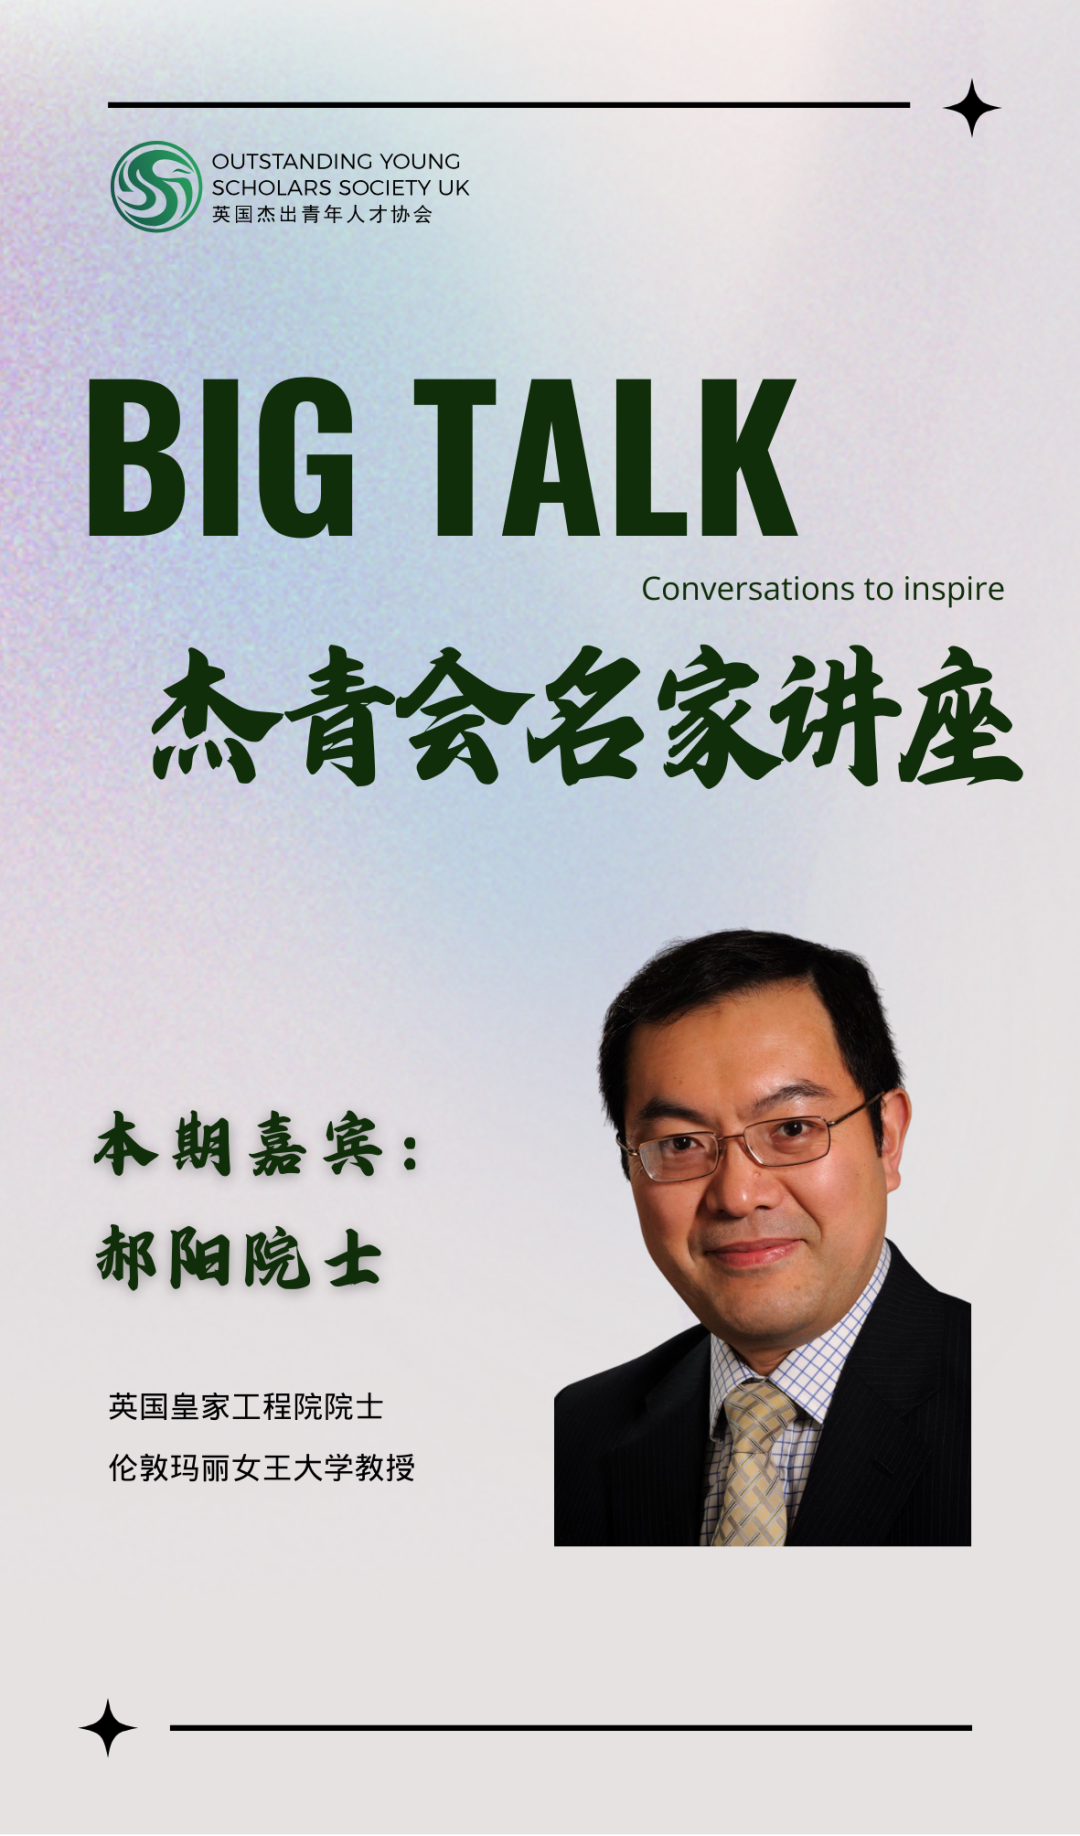 OUTSTANDING YOUNG
SCHOLARS SOCIETY UK
英国杰出青年人才协会
BIG TALK
Conversations to inspire
杰青会名家讲座
本期嘉宾：
郝阳院士
英国皇家工程院院士
伦敦玛丽女王大学教授